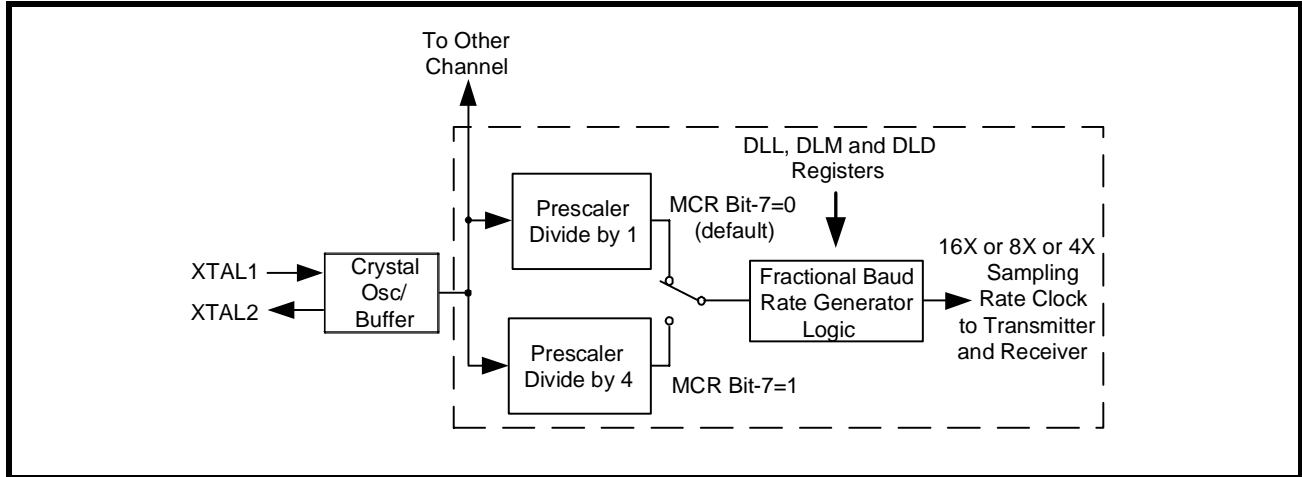 To Other
Channel
DLL, DLM and DLD
Registers
Prescaler
Divide by 1
MCR Bit-7=0
(default)
16X or 8X or 4X
Sampling
Rate Clock
to Transmitter
and Receiver
XTAL1
XTAL2
Crystal
Osc/
Buffer
Fractional Baud
Rate Generator
Logic
Prescaler
Divide by 4
MCR Bit-7=1